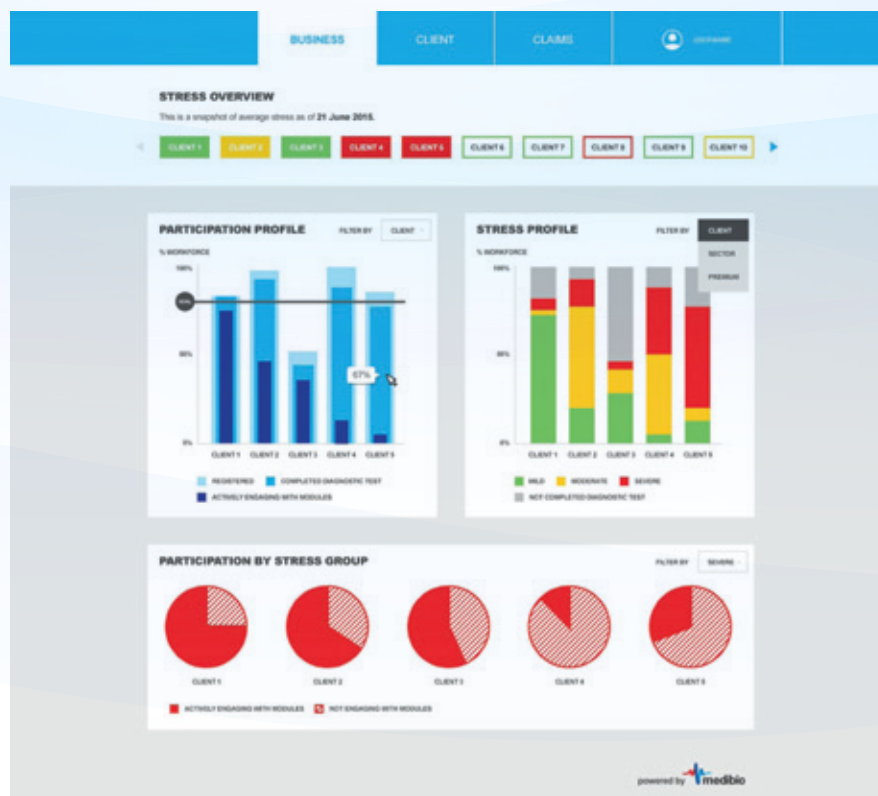 BUSINESS CLIENT CLAIMS USERNAME
STRESS OVERVIEW
This is a snapshot of average stress as of 21 June 2015.
CLIENT 1 CLIENT 2 CLIENT 3 CLIENT 4 CLIENT 5 CLIENT 6 CLIENT 7 CLIENT 8 CLIENT 9 CLIENT 10
PARTICIPATION PROFILE FILTER BY CLIENT
% WORKFORCE
100%
50%
67%
0%
CLIENT 1 CLIENT 2 CLIENT 3 CLIENT 4 CLIENT 5
REGISTERED COMPLETED DIAGNOSTIC TEST
ACTIVELY ENGAGING WITH MODULES
STRESS PROFILE FILTER BY CLIENT
SECTOR
PREMIUM
% WORKFORCE
100%
50%
0%
CLIENT 1 CLIENT 2 CLIENT 3 CLIENT 4 CLIENT 5
MILD MODERATE SEVERE
NOT COMPLETED DIAGNOSTIC TEST
PARTICIPATION BY STRESS GROUP FILTER BY SEVERE
CLIENT 1 CLIENT 2 CLIENT 3 CLIENT 4 CLIENT 5
ACTIVELY ENGAGING WITH MODULES NOT ENGAGING WITH MODULES
powered by medibio